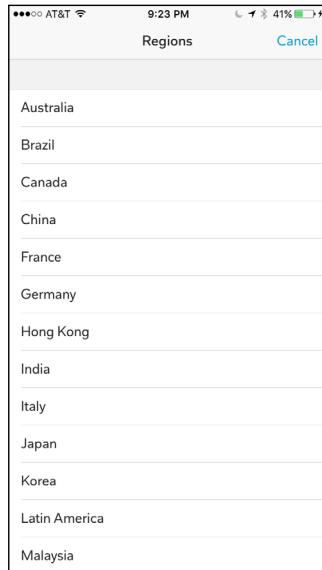 AT&T 9:23 PM 41%
Regions Cancel
Australia
Brazil
Canada
China
France
Germany
Hong Kong
India
Italy
Japan
Korea
Latin America
Malaysia